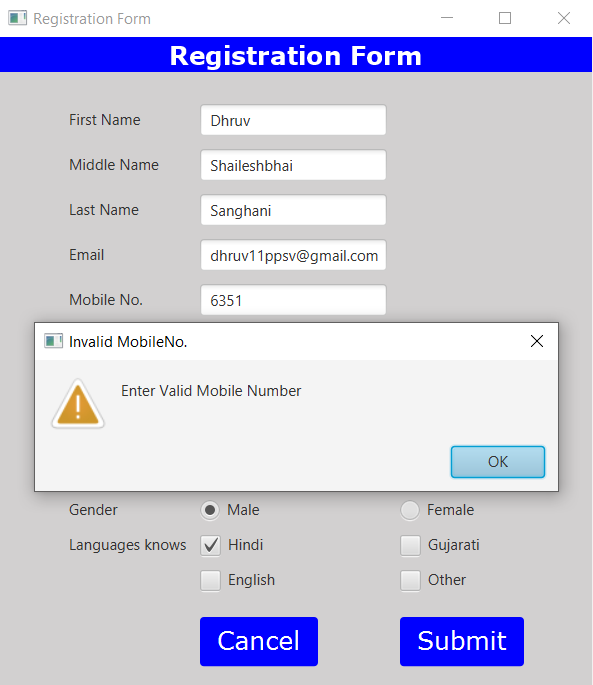 Registration Form
Registration Form
First Name Dhruv
Middle Name Shaileshbhai
Last Name Sanghani
Email dhruv11ppsv@gmail.com
Mobile No. 6351
Invalid MobileNo.
Enter Valid Mobile Number
OK
Gender Male Female
Languages knows Hindi Gujarati
English Other
Cancel Submit